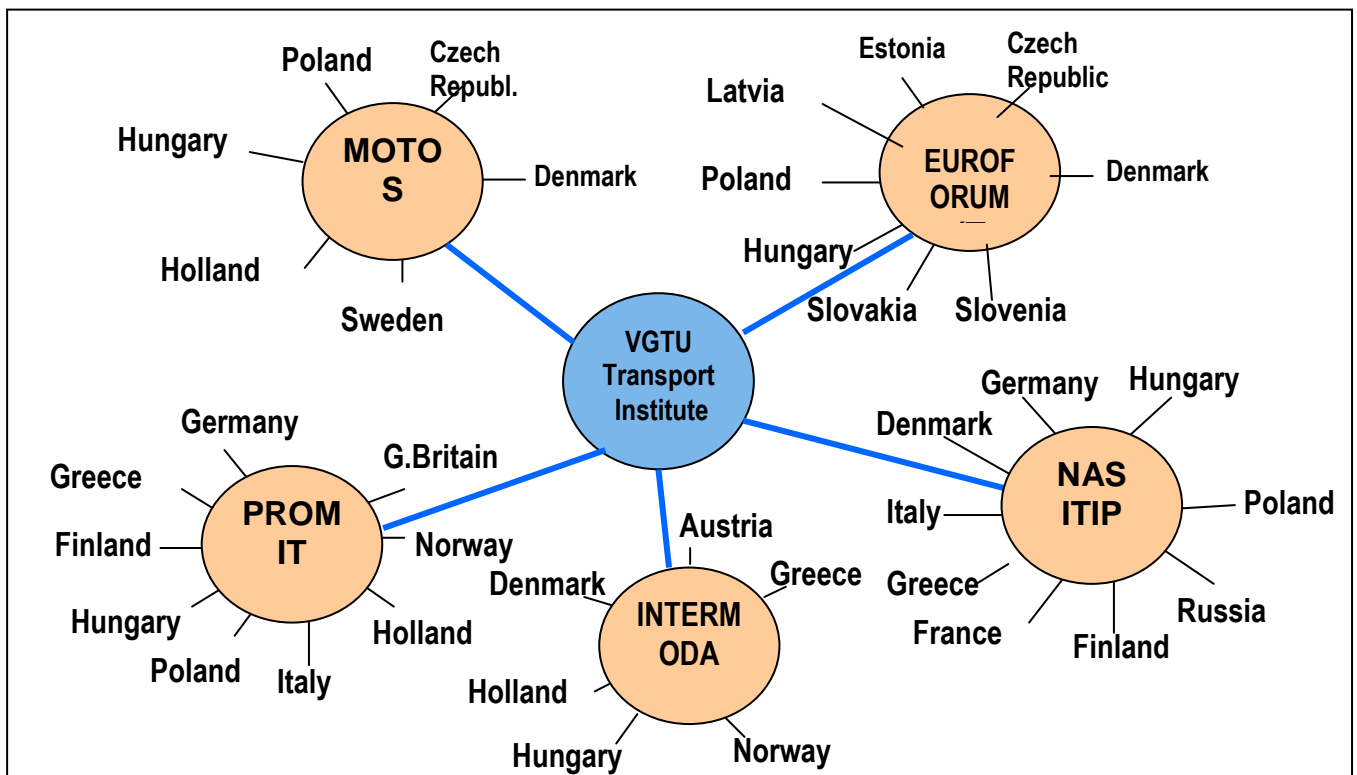 Poland
Czech
Republ.
Hungary
MOTO
S
Denmark
Holland
Sweden
Estonia
Czech
Republic
Latvia
Poland
EUROF
ORUM
Denmark
Hungary
Slovakia
Slovenia
VGTU
Transport
Institute
Germany
Greece
G.Britain
PROM
IT
Finland
Norway
Hungary
Holland
Poland
Italy
Austria
Denmark
Greece
INTERM
ODA
Holland
Hungary
Norway
Germany
Hungary
Denmark
NAS
ITIP
Italy
Poland
Greece
Russia
France
Finland